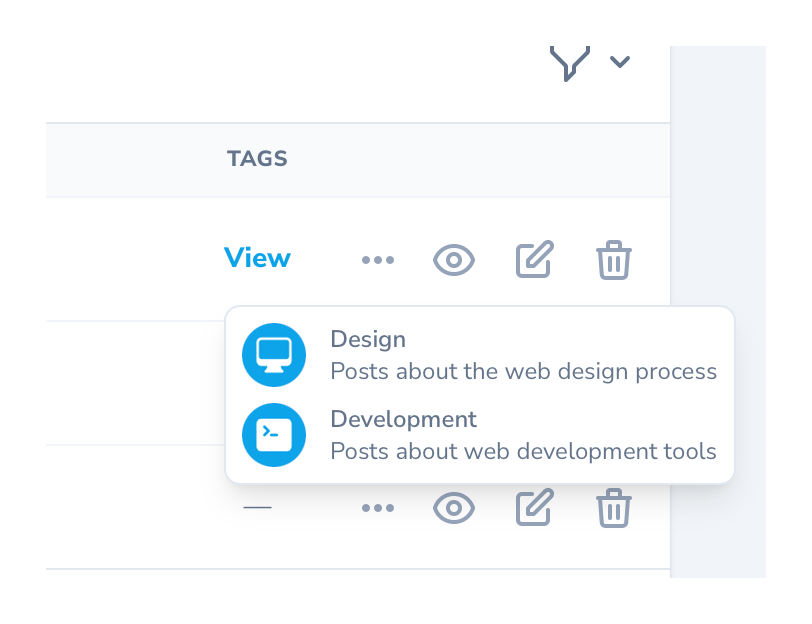 TAGS
View
Design
Posts about the web design process
Development
Posts about web development tools
—